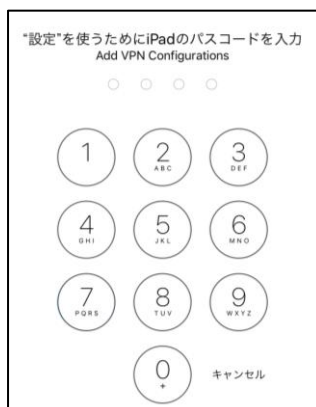 “設定”を使うためにiPadのパスコードを入力
Add VPN Configurations
1 2 3
ABC DEF
4 5 6
GHI JKL MNO
7 8 9
PQRS TUV WXYZ
0 キャンセル
+